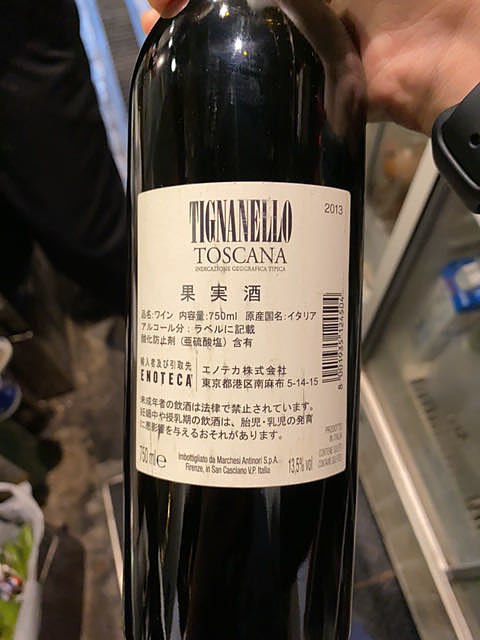 2013
TIGNANELLO
TOSCANA
INDICAZIONE GEOGRAFICA TIPICA
果実酒
品名:ワイン 内容量:750ml 原産国名:イタリア
アルコール分:ラベルに記載
酸化防止剤(亜硫酸塩)含有
輸入者及び引取先
ENOTECA エノテカ株式会社
東京都港区南麻布 5-14-15
未成年者の飲酒は法律で禁止されています。
妊娠中や授乳期の飲酒は、胎児・乳児の発育
に悪影響を与えるおそれがあります。
PRODOTTO
IN ITALIA
CONTIENE SOLFITI
750 ml e
Imbottigliato da Marchesi Antinori S.p.A.
Firenze, in San Casciano V.P. Italia
13,5% vol